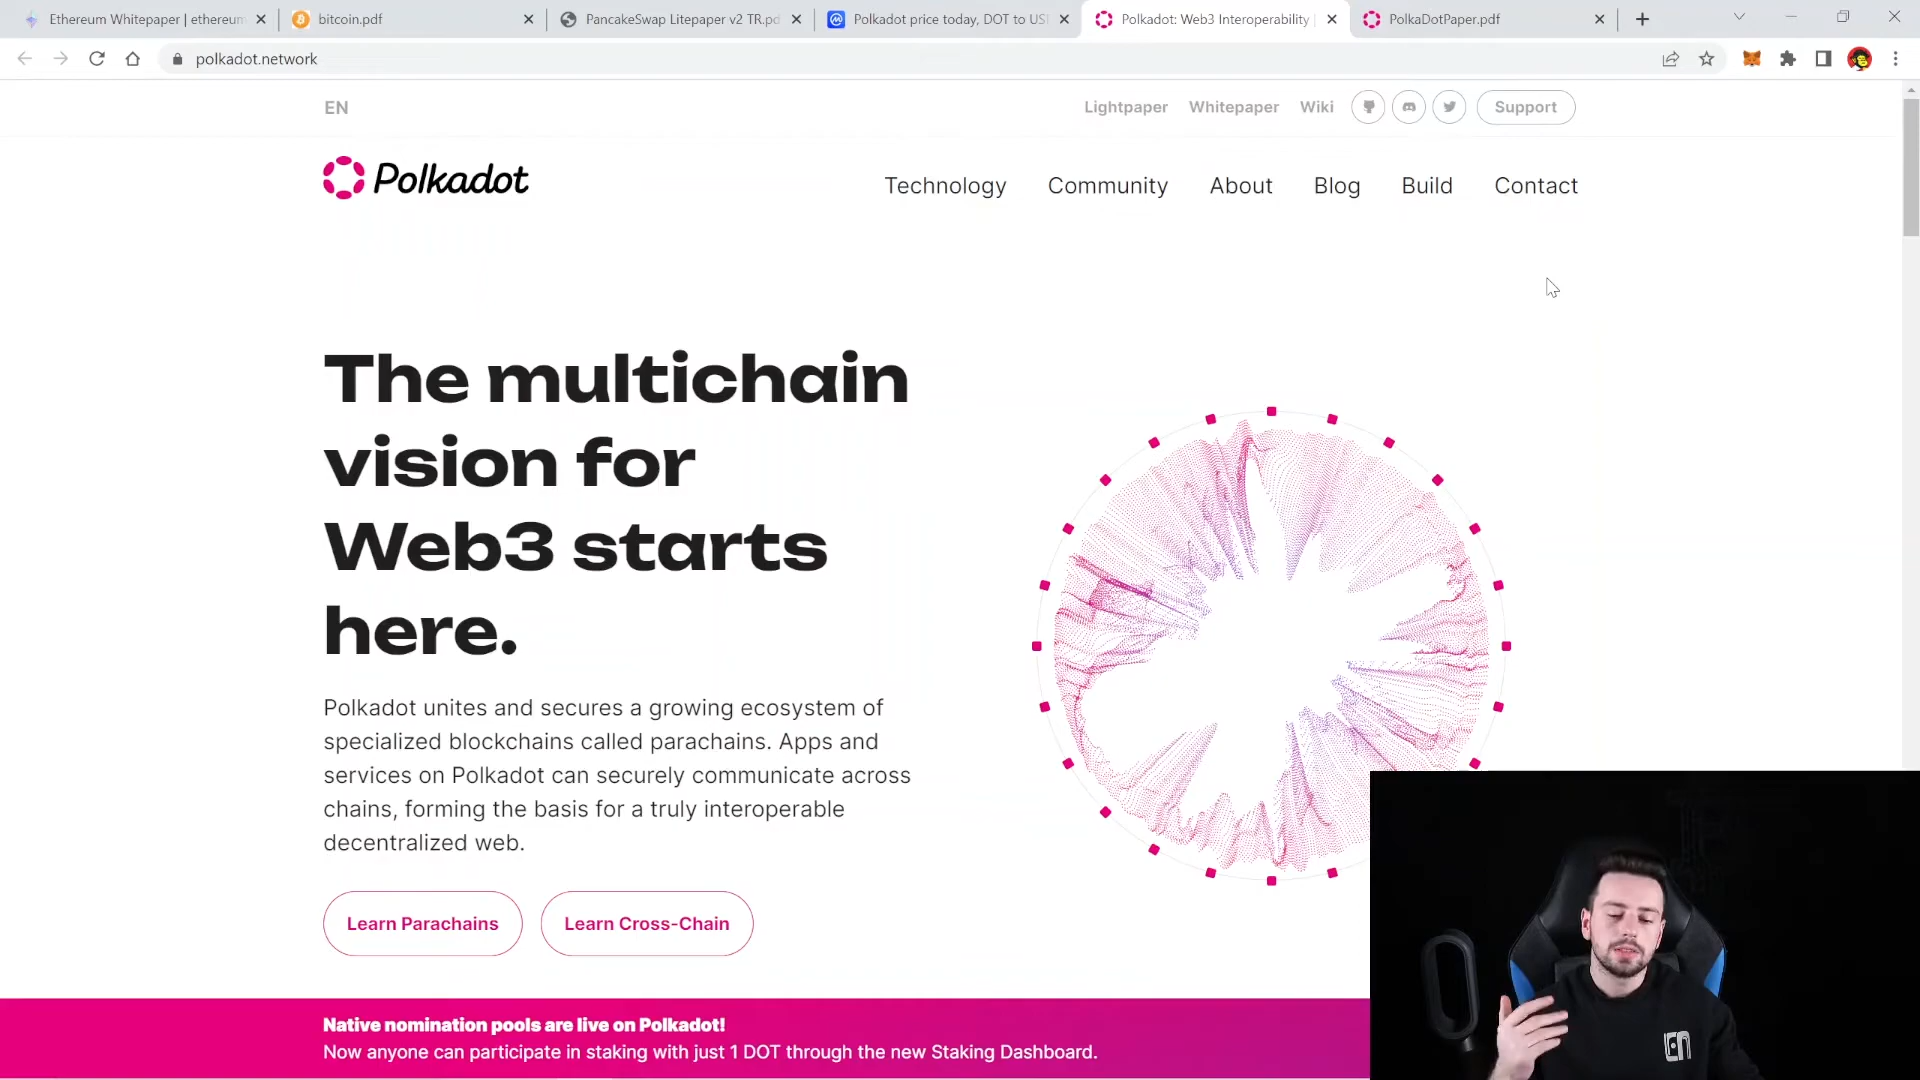 Ethereum Whitepaper | ethereum
bitcoin.pdf
PancakeSwap Litepaper v2 TR.pd
Polkadot price today, DOT to US
Polkadot: Web3 Interoperability |
PolkaDotPaper.pdf
polkadot.network
EN
Lightpaper
Whitepaper
Wiki
Support
Polkadot
Technology
Community
About
Blog
Build
Contact
The multichain
vision for
Web3 starts
here.
Polkadot unites and secures a growing ecosystem of
specialized blockchains called parachains. Apps and
services on Polkadot can securely communicate across
chains, forming the basis for a truly interoperable
decentralized web.
Learn Parachains
Learn Cross-Chain
Native nomination pools are live on Polkadot!
Now anyone can participate in staking with just 1 DOT through the new Staking Dashboard.